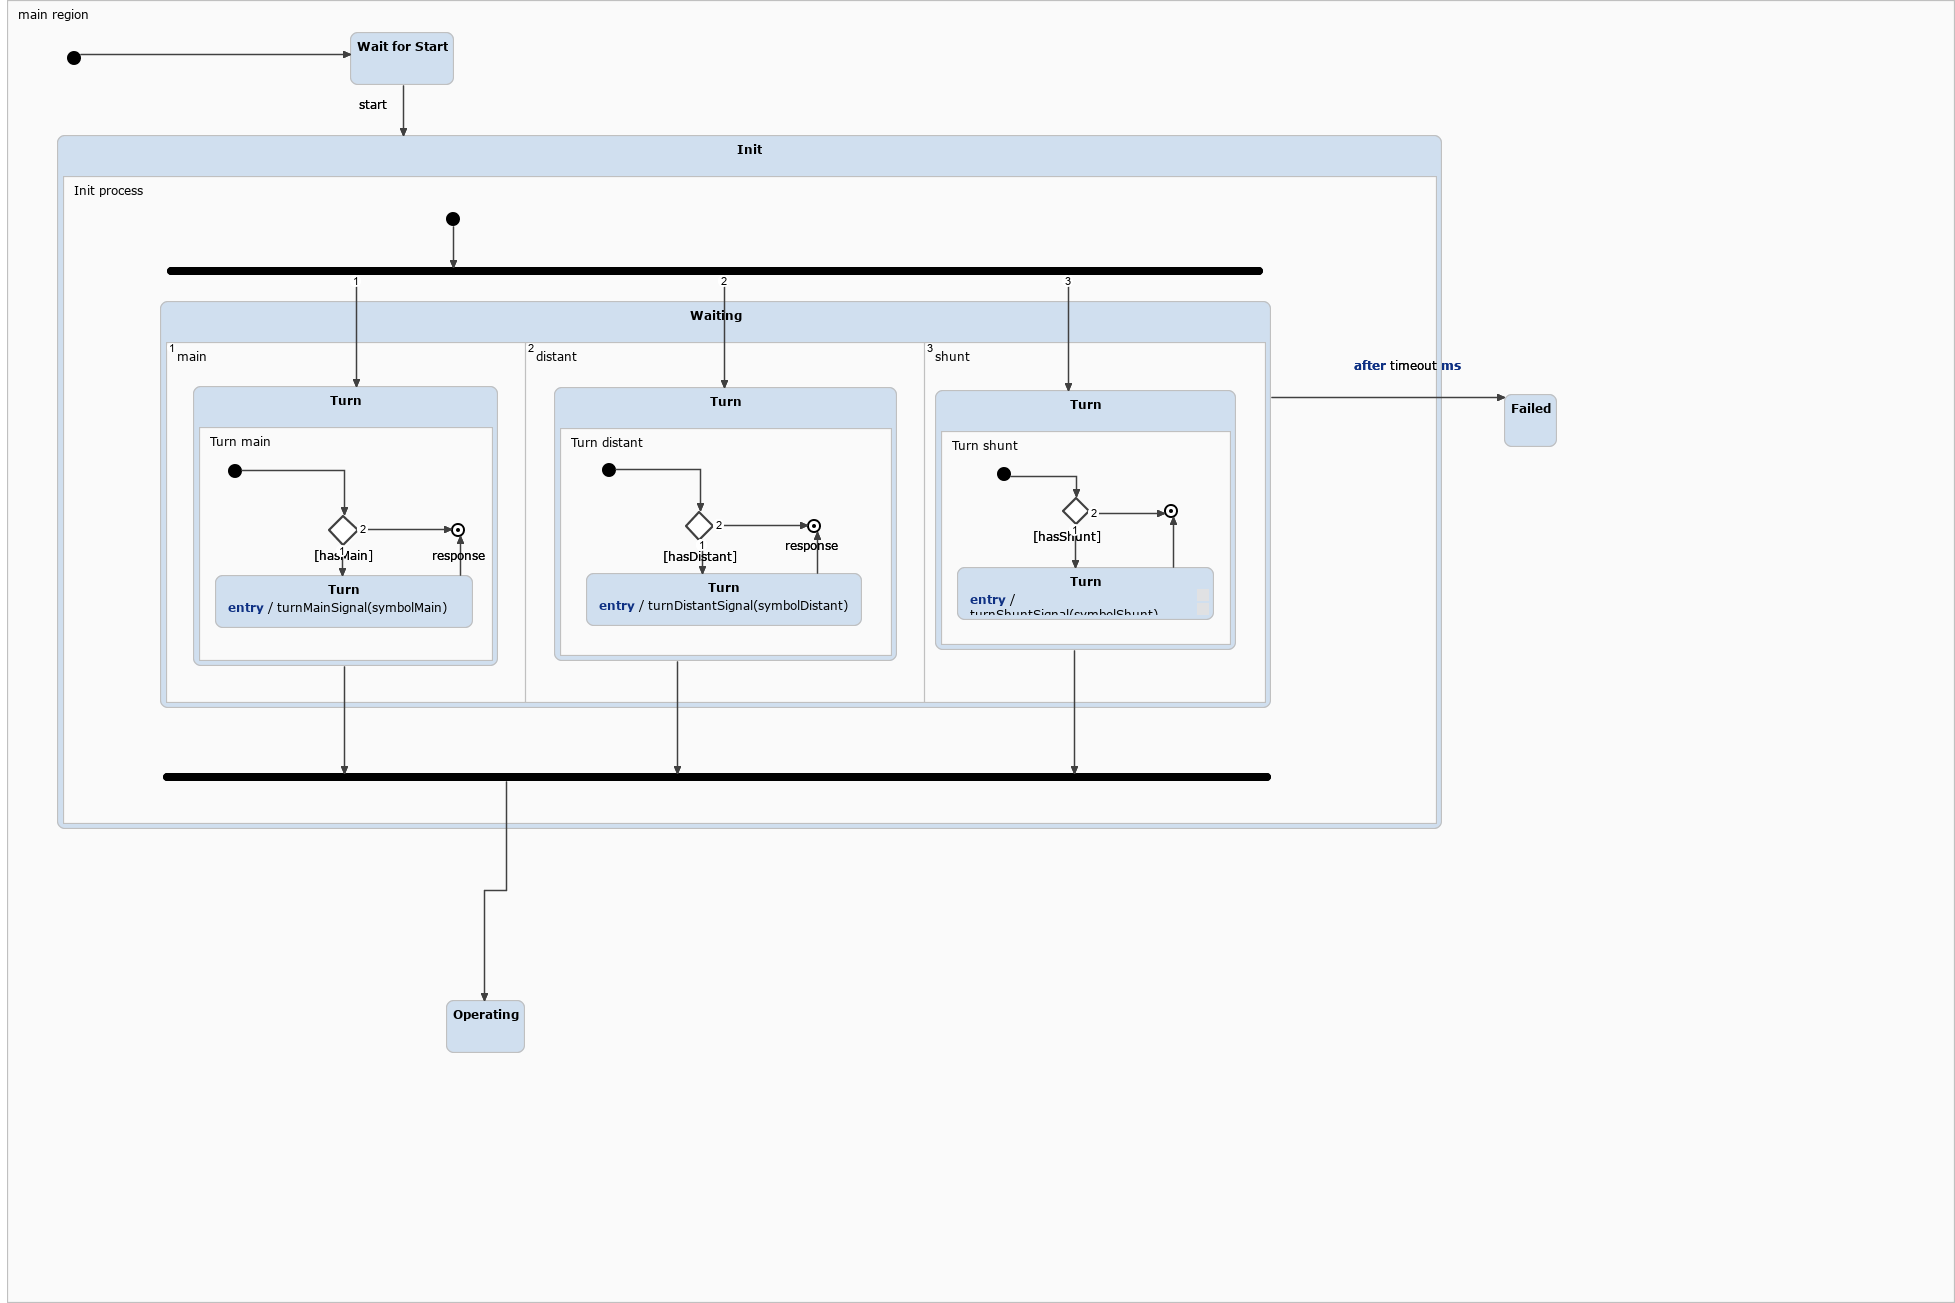 main region
Wait for Start
start
Init
Init process
1
2
3
Waiting
1
main
2
distant
3
shunt
after timeout ms
Failed
Turn
Turn main
2
1
[hasMain]
response
Turn
entry / turnMainSignal(symbolMain)
Turn
Turn distant
2
1
[hasDistant]
response
Turn
entry / turnDistantSignal(symbolDistant)
Turn
Turn shunt
2
1
[hasShunt]
Turn
entry /
turnShuntSignal(symbolShunt)
Operating